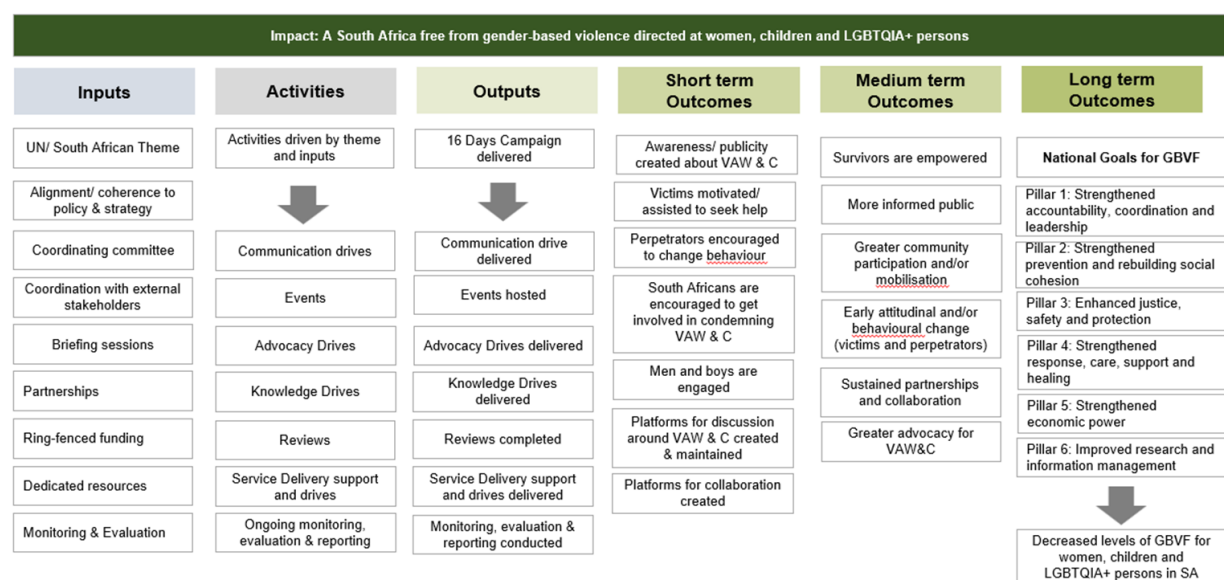 Impact: A South Africa free from gender-based violence directed at women, children and LGBTQIA+ persons
Inputs
UN/ South African Theme
Alignment/ coherence to
policy & strategy
Coordinating committee
Coordination with external
stakeholders
Briefing sessions
Partnerships
Ring-fenced funding
Dedicated resources
Monitoring & Evaluation
Activities
Activities driven by theme
and inputs
Communication drives
Events
Advocacy Drives
Knowledge Drives
Reviews
Service Delivery support
and drives
Ongoing monitoring,
evaluation & reporting
Outputs
16 Days Campaign
delivered
Communication drive
delivered
Events hosted
Advocacy Drives delivered
Knowledge Drives
delivered
Reviews completed
Service Delivery support
and drives delivered
Monitoring, evaluation &
reporting conducted
Short term
Outcomes
Awareness/ publicity
created about VAW & C
Victims motivated/
assisted to seek help
Perpetrators encouraged
to change behaviour
South Africans are
encouraged to get
involved in condemning
VAW & C
Men and boys are
engaged
Platforms for discussion
around VAW & C created
& maintained
Platforms for collaboration
created
Medium term
Outcomes
Survivors are empowered
More informed public
Greater community
participation and/or
mobilisation
Early attitudinal and/or
behavioural change
(victims and perpetrators)
Sustained partnerships
and collaboration
Greater advocacy for
VAW&C
Long term
Outcomes
National Goals for GBVF
Pillar 1: Strengthened
accountability, coordination and
leadership
Pillar 2: Strengthened
prevention and rebuilding social
cohesion
Pillar 3: Enhanced justice,
safety and protection
Pillar 4: Strengthened
response, care, support and
healing
Pillar 5: Strengthened
economic power
Pillar 6: Improved research and
information management
Decreased levels of GBVF for
women, children and
LGBTQIA+ persons in SA